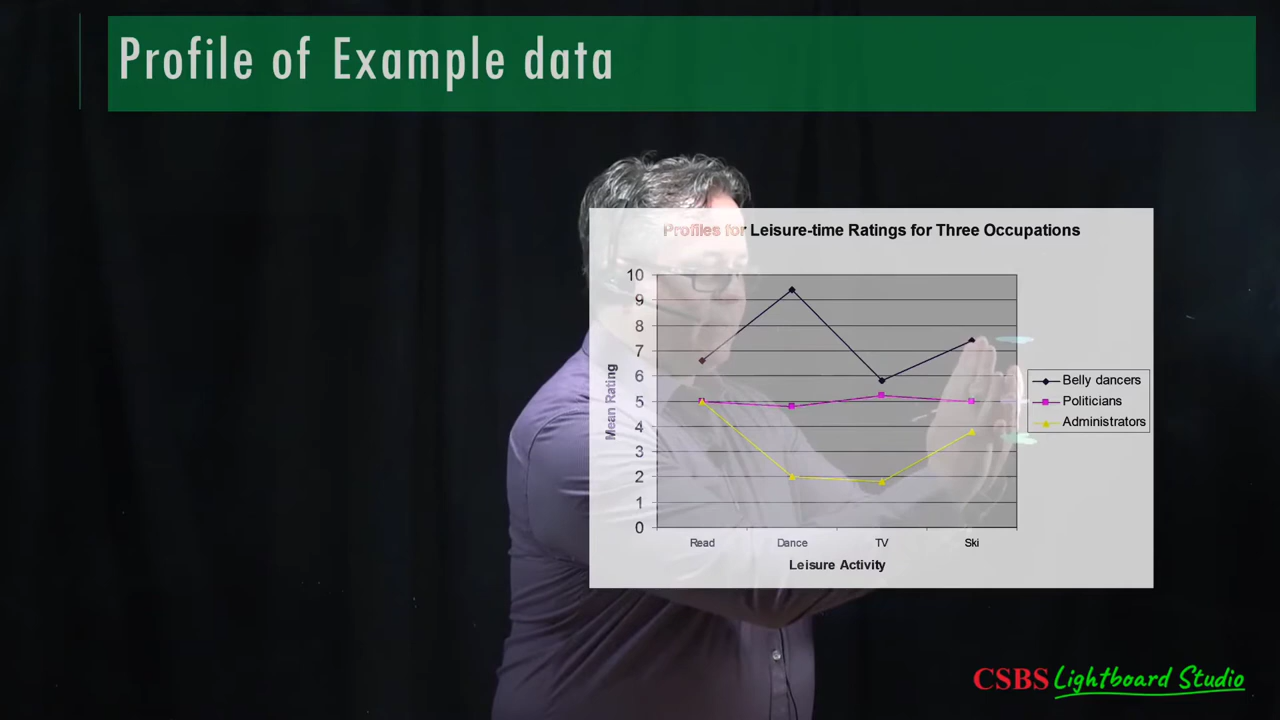 Profile of Example data
Profiles for Leisure-time Ratings for Three Occupations
10
9
8
7
6
5
4
3
2
1
0
Mean Rating
Read Dance TV Ski
Leisure Activity
Belly dancers
Politicians
Administrators
CSBS Lightboard Studio